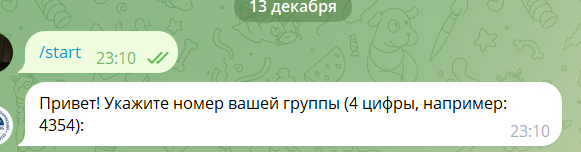 13 декабря
/start 23:10
Привет! Укажите номер вашей группы (4 цифры, например:
4354):
23:10